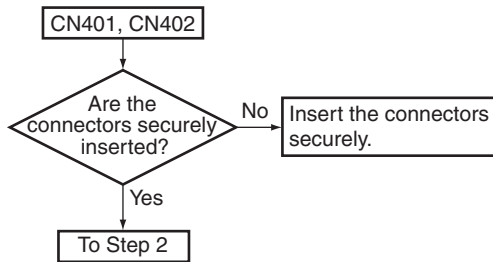 CN401, CN402
Are the
connectors securely
inserted?
No
Insert the connectors
securely.
Yes
To Step 2